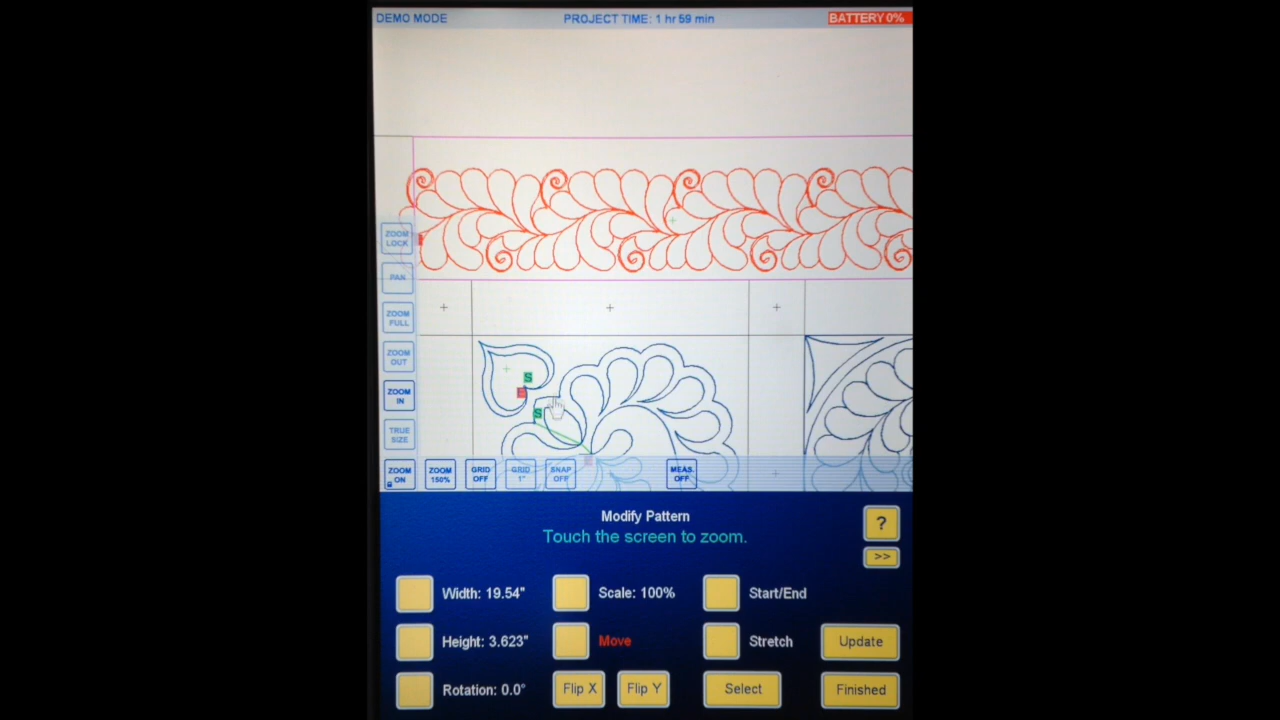 DEMO MODE
PROJECT TIME: 1 hr 59 min
BATTERY 0%
ZOOM
LOCK
PAN
ZOOM
FULL
ZOOM
OUT
ZOOM
IN
TRUE
SIZE
S
E
S
ZOOM
ON
ZOOM
150%
GRID
OFF
GRID
1"
SNAP
OFF
MEAS.
OFF
Modify Pattern
Touch the screen to zoom.
?
>>
Width: 19.54"
Scale: 100%
Start/End
Height: 3.623"
Move
Stretch
Update
Rotation: 0.0°
Flip X
Flip Y
Select
Finished